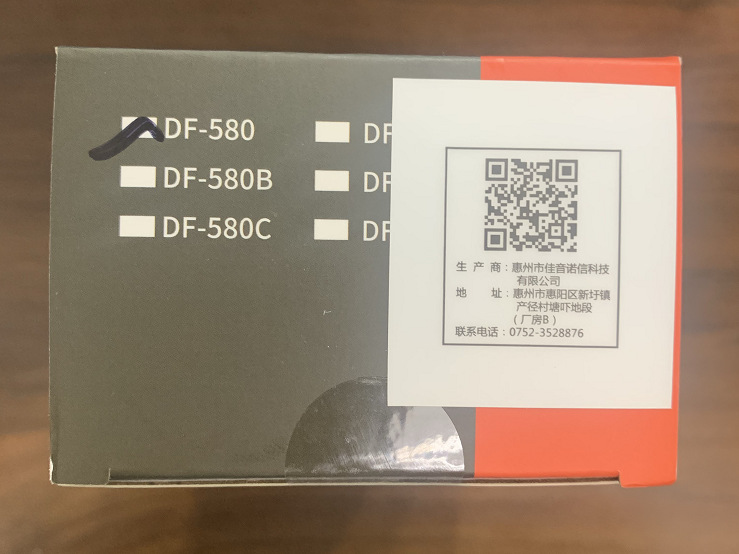 DF-580
DF
DF-580B
DF
DF-580C
DF
生产商：惠州市佳音诺信科技
有限公司
地址：惠州市惠阳区新圩镇
产径村塘吓地段
（厂房B）
联系电话：0752-3528876